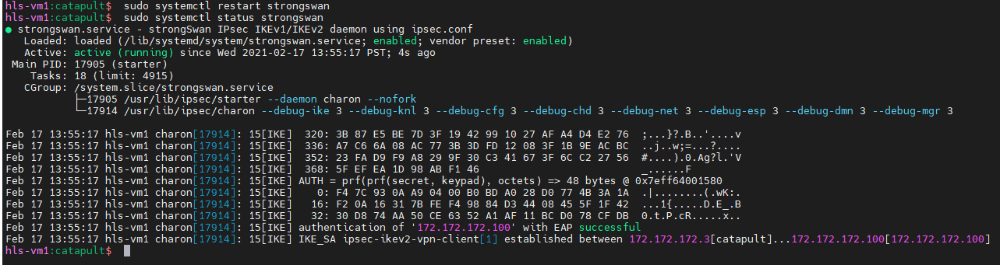 hls-vm1:catapult$  sudo systemctl restart strongswan
hls-vm1:catapult$  sudo systemctl status strongswan
● strongswan.service - strongSwan IPsec IKEv1/IKEv2 daemon using ipsec.conf
   Loaded: loaded (/lib/systemd/system/strongswan.service; enabled; vendor preset: enabled)
   Active: active (running) since Wed 2021-02-17 13:55:17 PST; 4s ago
 Main PID: 17905 (starter)
    Tasks: 18 (limit: 4915)
   CGroup: /system.slice/strongswan.service
           ├─17905 /usr/lib/ipsec/starter --daemon charon --nofork
           └─17914 /usr/lib/ipsec/charon --debug-ike 3 --debug-knl 3 --debug-cfg 3 --debug-chd 3 --debug-net 3 --debug-esp 3 --debug-dmn 3 --debug-mgr 3

Feb 17 13:55:17 hls-vm1 charon[17914]: 15[IKE]  320: 3B 87 E5 BE 7D 3F 19 42 99 10 27 AF A4 D4 E2 76  ;...}?.B..'....v
Feb 17 13:55:17 hls-vm1 charon[17914]: 15[IKE]  336: A7 C6 6A 08 AC 77 3B 3D FD 12 08 3F 1B 9E AC BC  ..j..w;=...?....
Feb 17 13:55:17 hls-vm1 charon[17914]: 15[IKE]  352: 23 FA D9 F9 A8 29 9F 30 C3 41 67 3F 6C C2 27 56  #....).0.Ag?l.'V
Feb 17 13:55:17 hls-vm1 charon[17914]: 15[IKE]  368: 5F EF EA 1D 98 AB F1 46                          _......F
Feb 17 13:55:17 hls-vm1 charon[17914]: 15[IKE] AUTH = prf(prf(secret, keypad), octets) => 48 bytes @ 0x7eff64001580
Feb 17 13:55:17 hls-vm1 charon[17914]: 15[IKE]    0: F4 7C 93 0A A9 04 00 B0 BD A0 28 D0 77 4B 3A 1A  .|........(.wK:.
Feb 17 13:55:17 hls-vm1 charon[17914]: 15[IKE]   16: F2 0A 16 31 7B FE F4 98 84 D3 44 08 45 5F 1F 42  ...1{.....D.E_.B
Feb 17 13:55:17 hls-vm1 charon[17914]: 15[IKE]   32: 30 D8 74 AA 50 CE 63 52 A1 AF 11 BC D0 78 CF DB  0.t.P.cR.....x..
Feb 17 13:55:17 hls-vm1 charon[17914]: 15[IKE] authentication of '172.172.172.100' with EAP successful
Feb 17 13:55:17 hls-vm1 charon[17914]: 15[IKE] IKE_SA ipsec-ikev2-vpn-client[1] established between 172.172.172.3[catapult]...172.172.172.100[172.172.172.100]
hls-vm1:catapult$